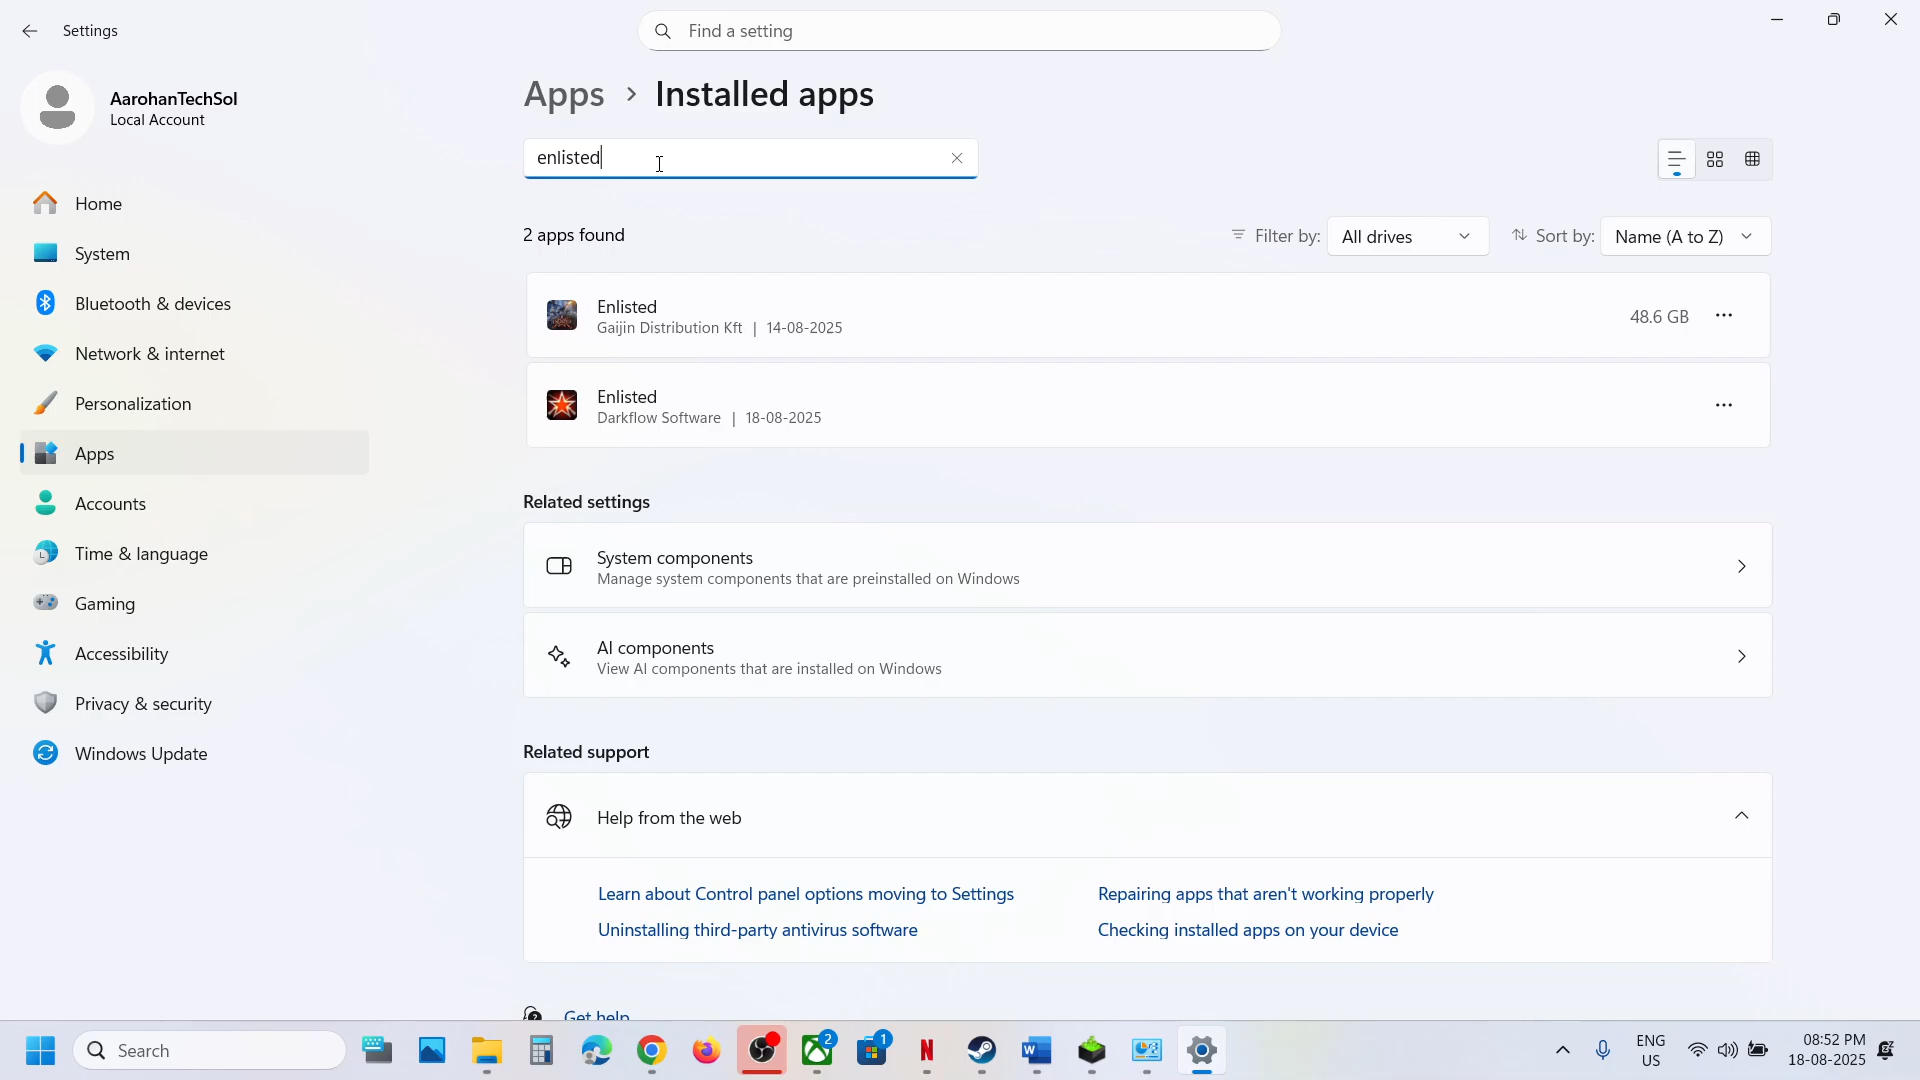 Settings
Find a setting
AarohanTechSol
Local Account
Home
System
Bluetooth & devices
Network & internet
Personalization
Apps
Accounts
Time & language
Gaming
Accessibility
Privacy & security
Windows Update
Apps > Installed apps
enlisted
2 apps found
Filter by: All drives
Sort by: Name (A to Z)
Enlisted
Gaijin Distribution Kft | 14-08-2025
48.6 GB
Enlisted
Darkflow Software | 18-08-2025
Related settings
System components
Manage system components that are preinstalled on Windows
AI components
View AI components that are installed on Windows
Related support
Help from the web
Learn about Control panel options moving to Settings
Repairing apps that aren't working properly
Uninstalling third-party antivirus software
Checking installed apps on your device
Get help
Search
2
1
ENG
US
08:52 PM
18-08-2025